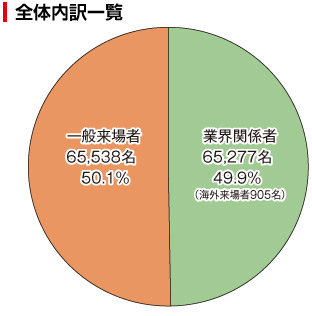 全体内訳一覧
一般来場者
65,538名
50.1%
業界関係者
65,277名
49.9%
（海外来場者905名）